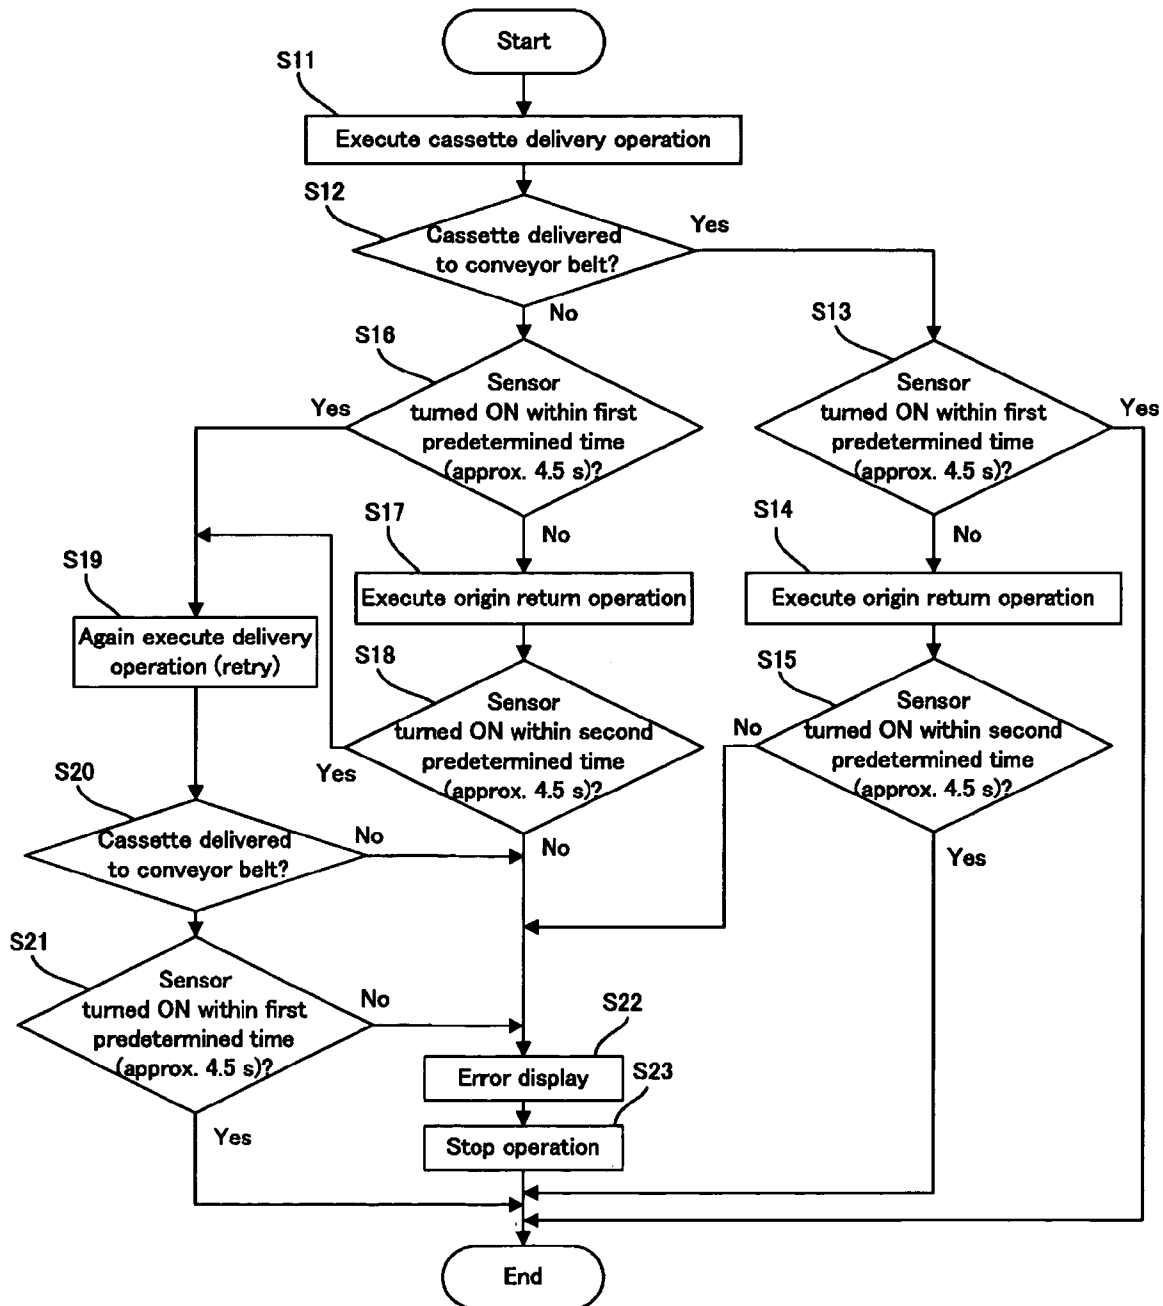 Start
S11
Execute cassette delivery operation
S12
Cassette delivered
to conveyor belt?
Yes
No
S16
Sensor
turned ON within first
predetermined time
(approx. 4.5 s)?
Yes
No
S13
Sensor
turned ON within first
predetermined time
(approx. 4.5 s)?
Yes
No
S17
Execute origin return operation
S14
Execute origin return operation
S19
Again execute delivery
operation (retry)
S18
Sensor
turned ON within second
predetermined time
(approx. 4.5 s)?
Yes
No
S15
Sensor
turned ON within second
predetermined time
(approx. 4.5 s)?
No
Yes
S20
Cassette delivered
to conveyor belt?
No
S21
Sensor
turned ON within first
predetermined time
(approx. 4.5 s)?
No
Yes
S22
Error display
S23
Stop operation
End